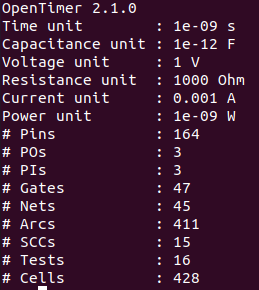 OpenTimer 2.1.0
Time unit : 1e-09 s
Capacitance unit : 1e-12 F
Voltage unit : 1 V
Resistance unit : 1000 Ohm
Current unit : 0.001 A
Power unit : 1e-09 W
# Pins : 164
# POs : 3
# PIs : 3
# Gates : 47
# Nets : 45
# Arcs : 411
# SCCs : 15
# Tests : 16
# Cells : 428